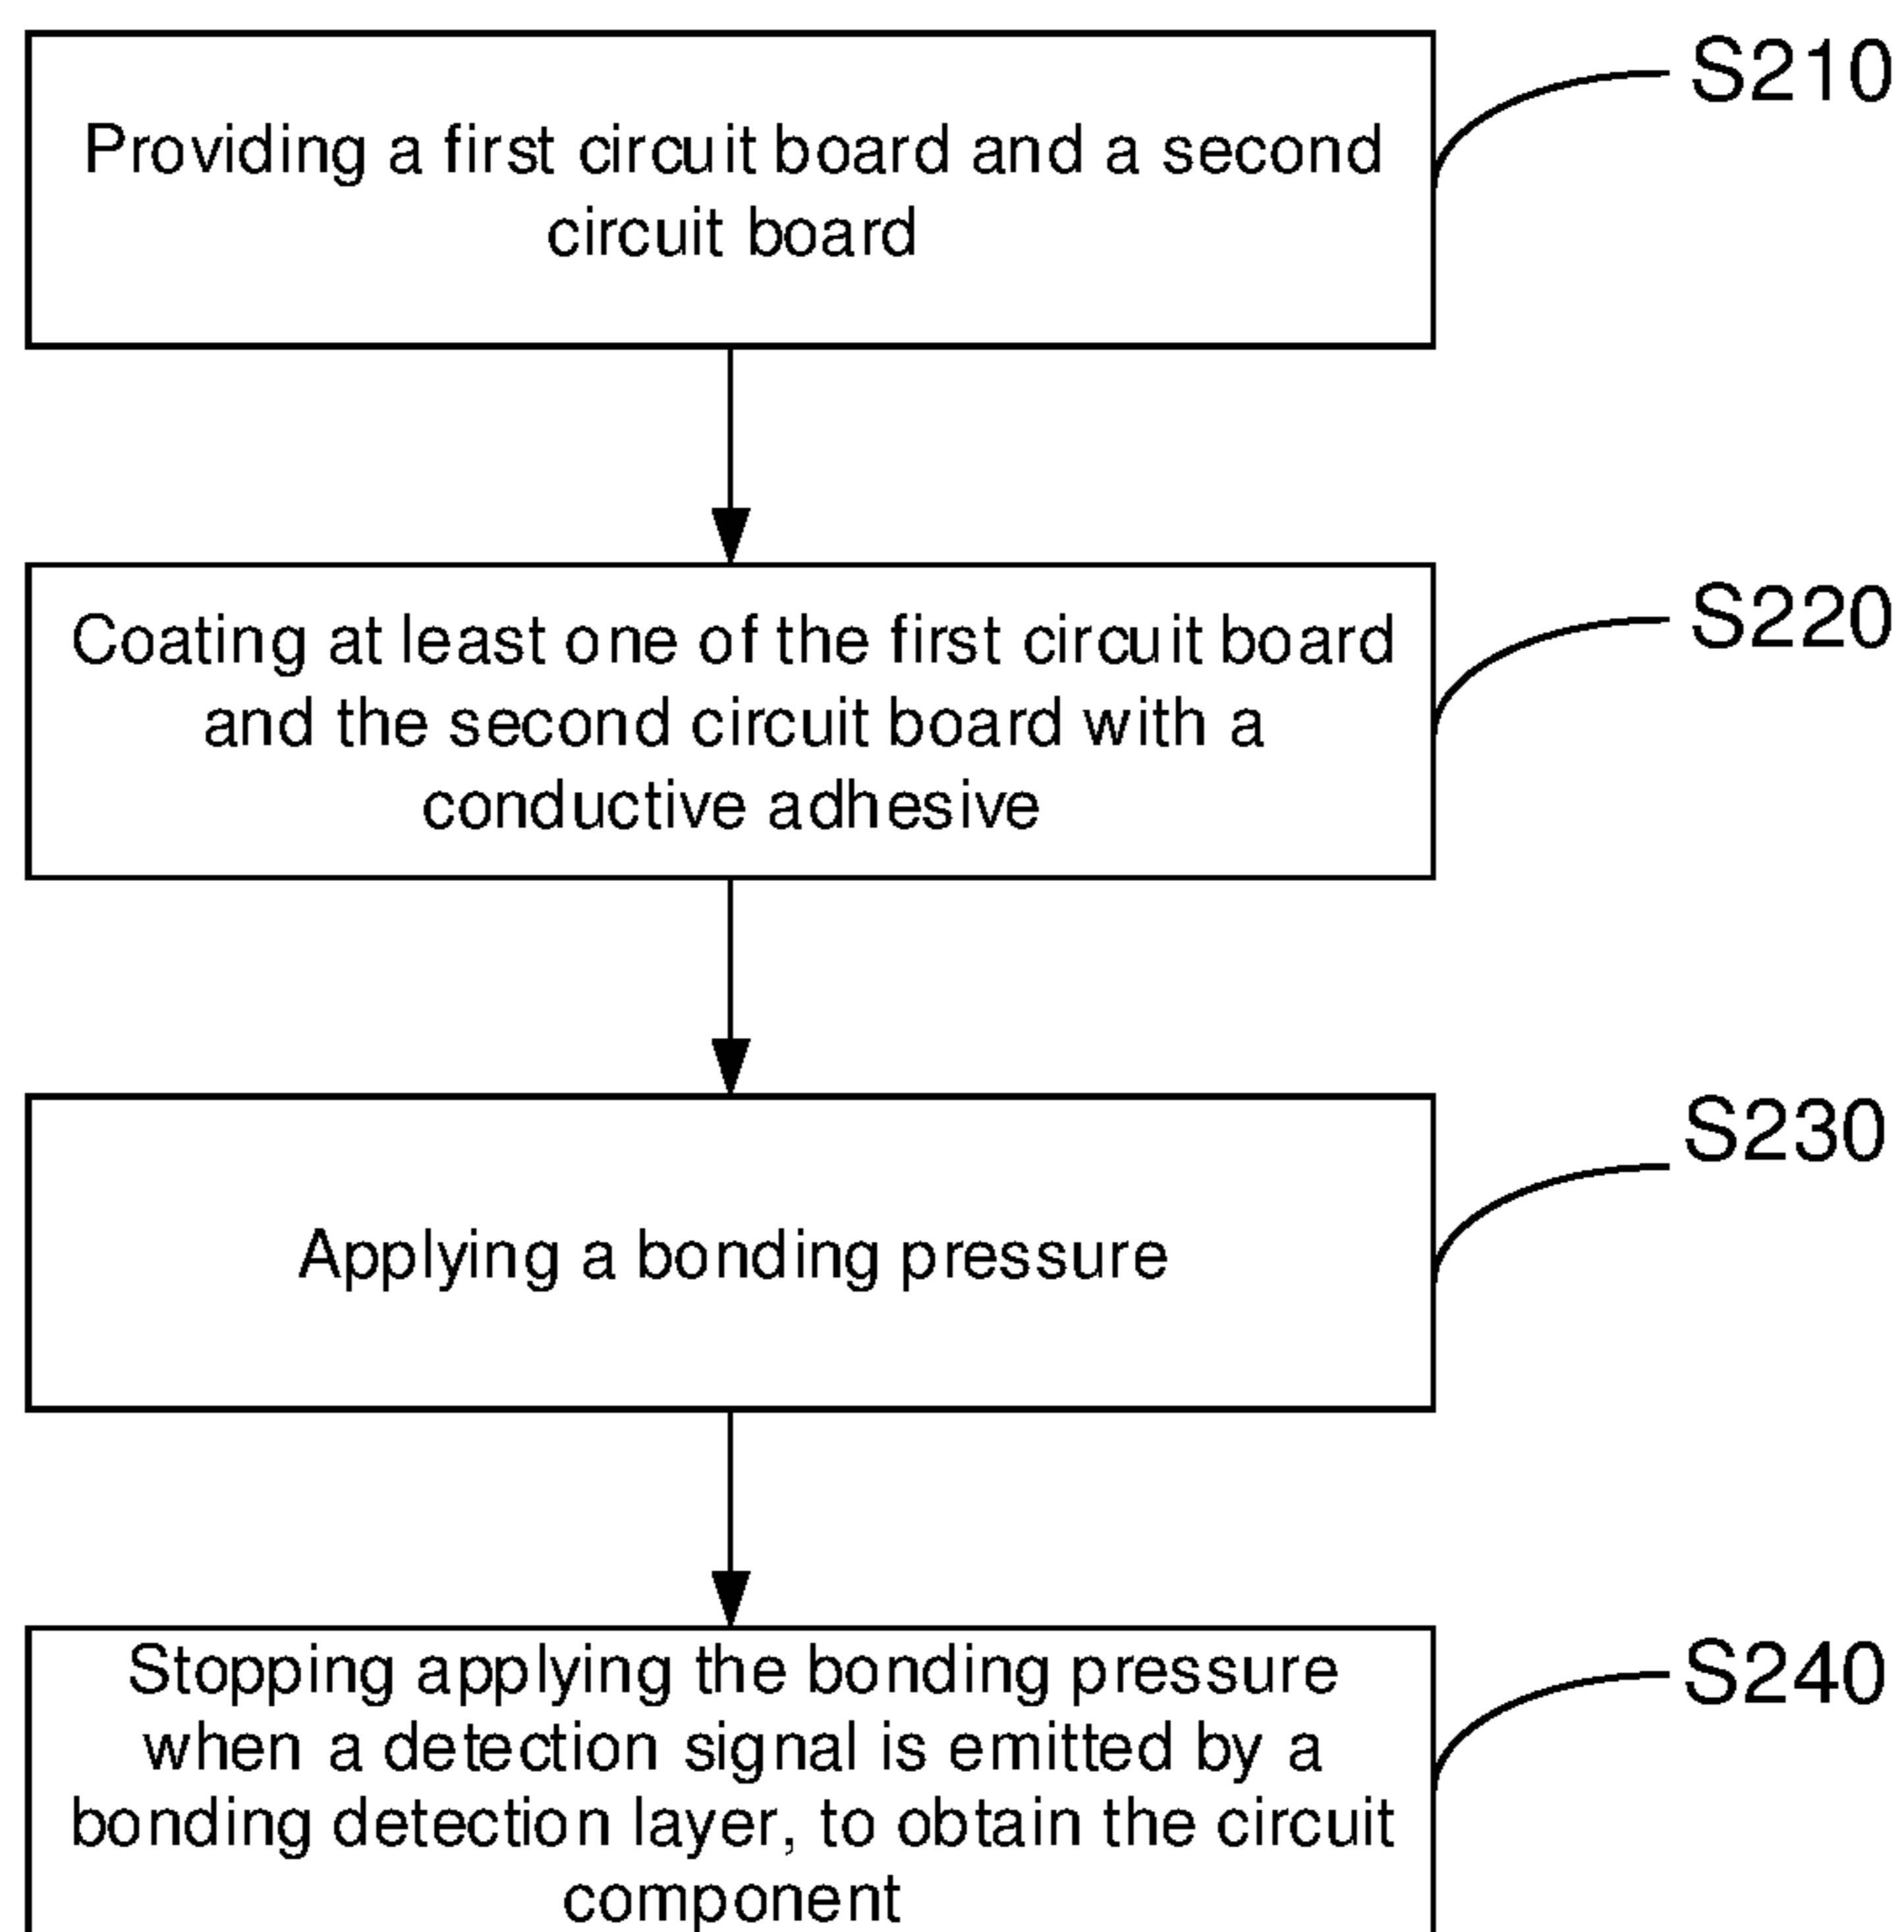 S210
Providing a first circuit board and a second
circuit board
S220
Coating at least one of the first circuit board
and the second circuit board with a
conductive adhesive
S230
Applying a bonding pressure
S240
Stopping applying the bonding pressure
when a detection signal is emitted by a
bonding detection layer, to obtain the circuit
component